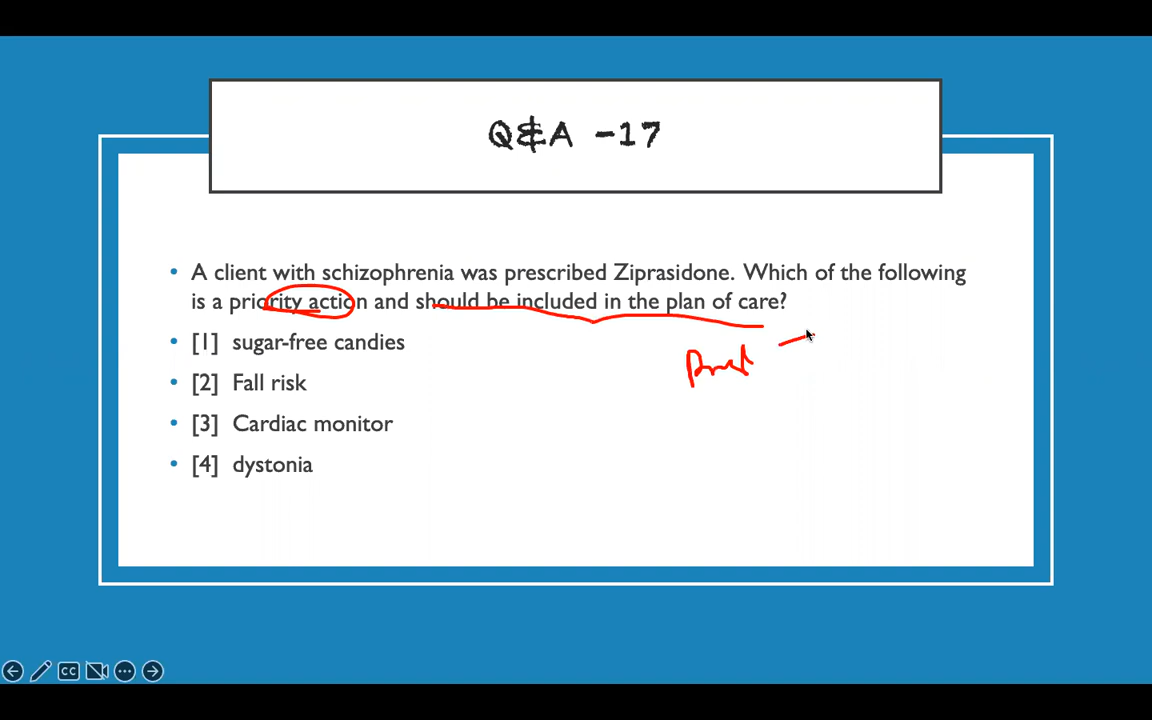 Q&A -17
• A client with schizophrenia was prescribed Ziprasidone. Which of the following
is a priority action and should be included in the plan of care?
• [1] sugar-free candies
• [2] Fall risk
• [3] Cardiac monitor
• [4] dystonia
CC